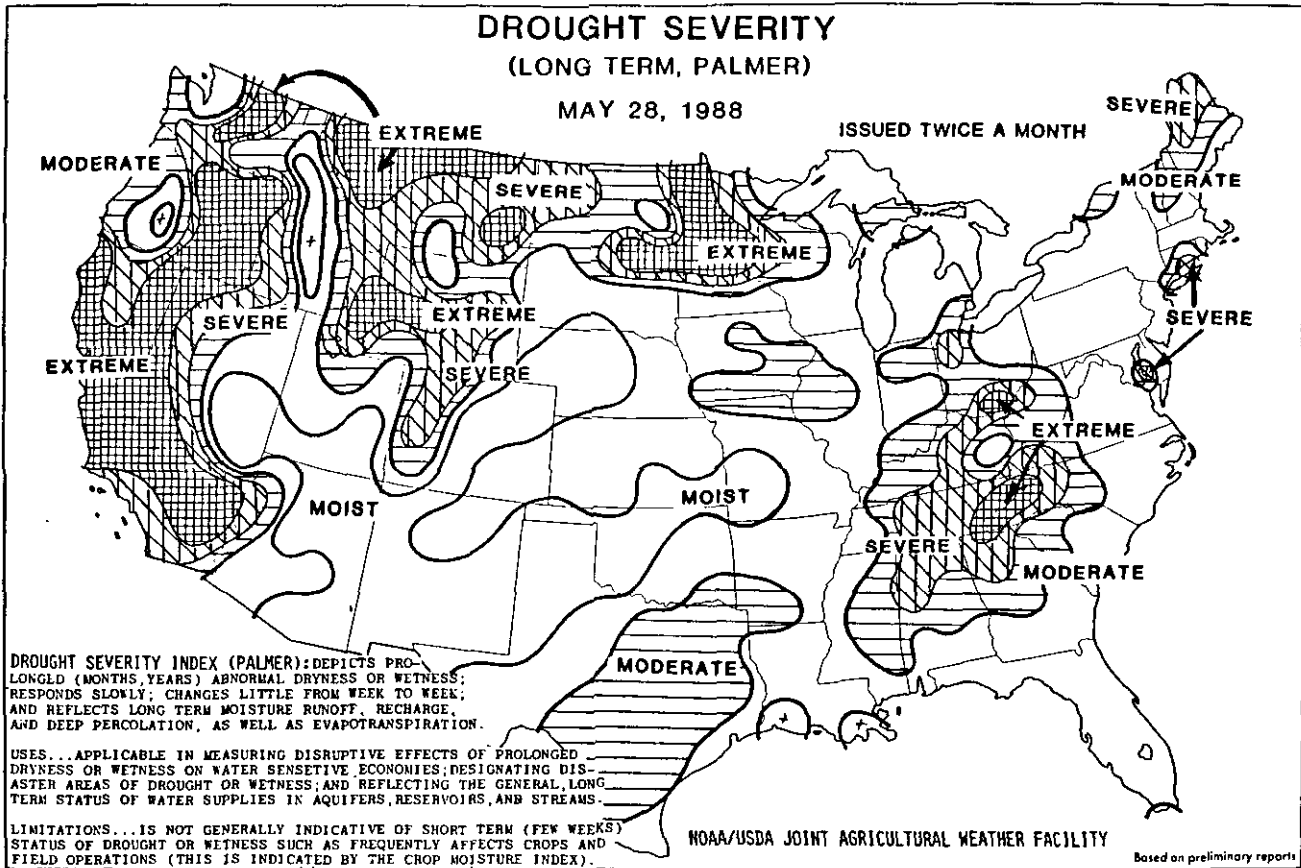 DROUGHT SEVERITY
(LONG TERM, PALMER)
MAY 28, 1988
ISSUED TWICE A MONTH
SEVERE
EXTREME
MODERATE
SEVERE
MODERATE
EXTREME
SEVERE
EXTREME
SEVERE
EXTREME
SEVERE
EXTREME
MOIST
MOIST
SEVERE
MODERATE
MODERATE
+
+
+
+
DROUGHT SEVERITY INDEX (PALMER): DEPICTS PRO-
LONGLD (MONTHS, YEARS) ABNORMAL DRYNESS OR WETNESS;
RESPONDS SLOWLY; CHANGES LITTLE FROM WEEK TO WEEK;
AND REFLECTS LONG TERM MOISTURE RUNOFF, RECHARGE,
AND DEEP PERCOLATION, AS WELL AS EVAPOTRANSPIRATION.
USES...APPLICABLE IN MEASURING DISRUPTIVE EFFECTS OF PROLONGED
DRYNESS OR WETNESS ON WATER SENSETIVE ECONOMIES; DESIGNATING DIS-
ASTER AREAS OF DROUGHT OR WETNESS; AND REFLECTING THE GENERAL, LONG
TERM STATUS OF WATER SUPPLIES IN AQUIFERS, RESERVOIRS, AND STREAMS.
LIMITATIONS...IS NOT GENERALLY INDICATIVE OF SHORT TERM (FEW WEEKS)
STATUS OF DROUGHT OR WETNESS SUCH AS FREQUENTLY AFFECTS CROPS AND
FIELD OPERATIONS (THIS IS INDICATED BY THE CROP MOISTURE INDEX).
NOAA/USDA JOINT AGRICULTURAL WEATHER FACILITY
Based on preliminary reports